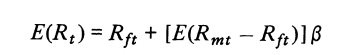 E(R_t) = R_{ft} + [E(R_{mt} − R_{ft})] β